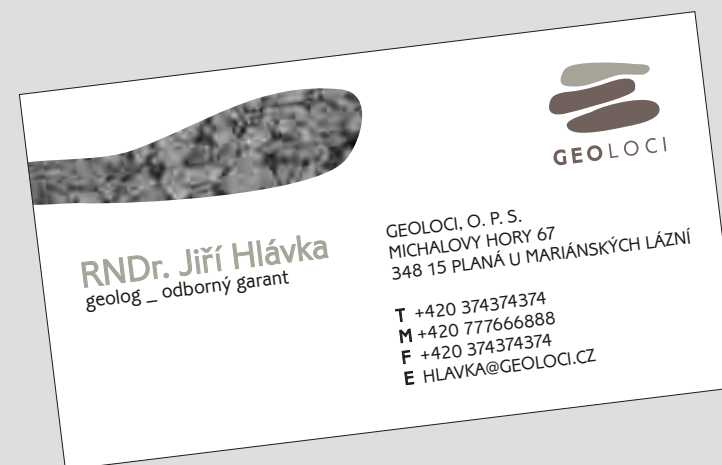 GEOLOCI
RNDr. Jiří Hlávka
geolog _ odborný garant
GEOLOCI, O. P. S.
MICHALOVY HORY 67
348 15 PLANÁ U MARIÁNSKÝCH LÁZNÍ
T +420 374374374
M +420 777666888
F +420 374374374
E HLAVKA@GEOLOCI.CZ